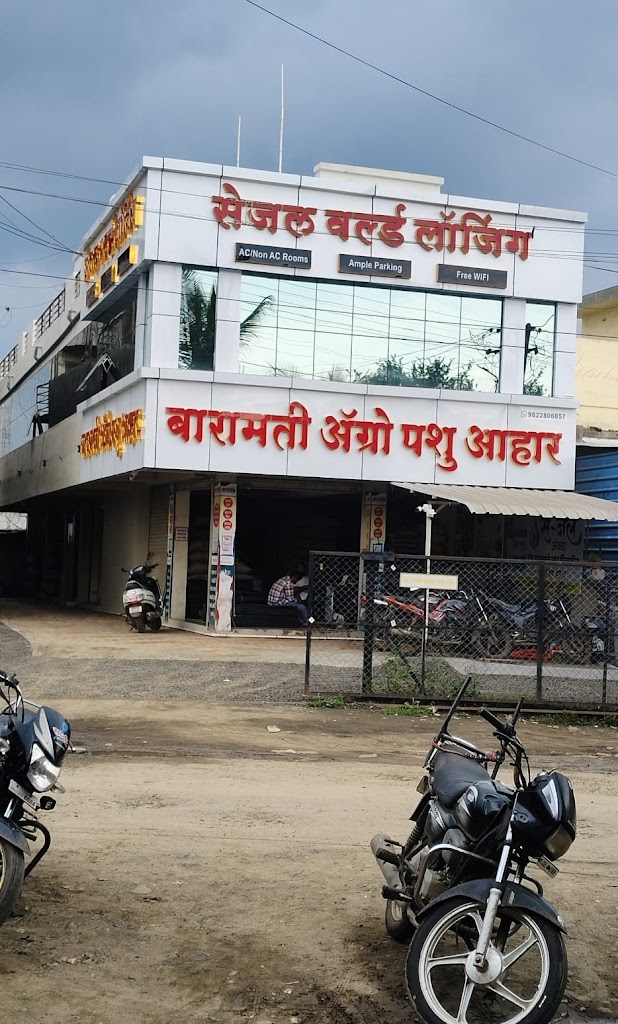 सेजल वर्ल्ड लॉजिंग
AC/Non AC Rooms
Ample Parking
Free WIFI
9822806657
बारामती ॲग्रो पशु आहार